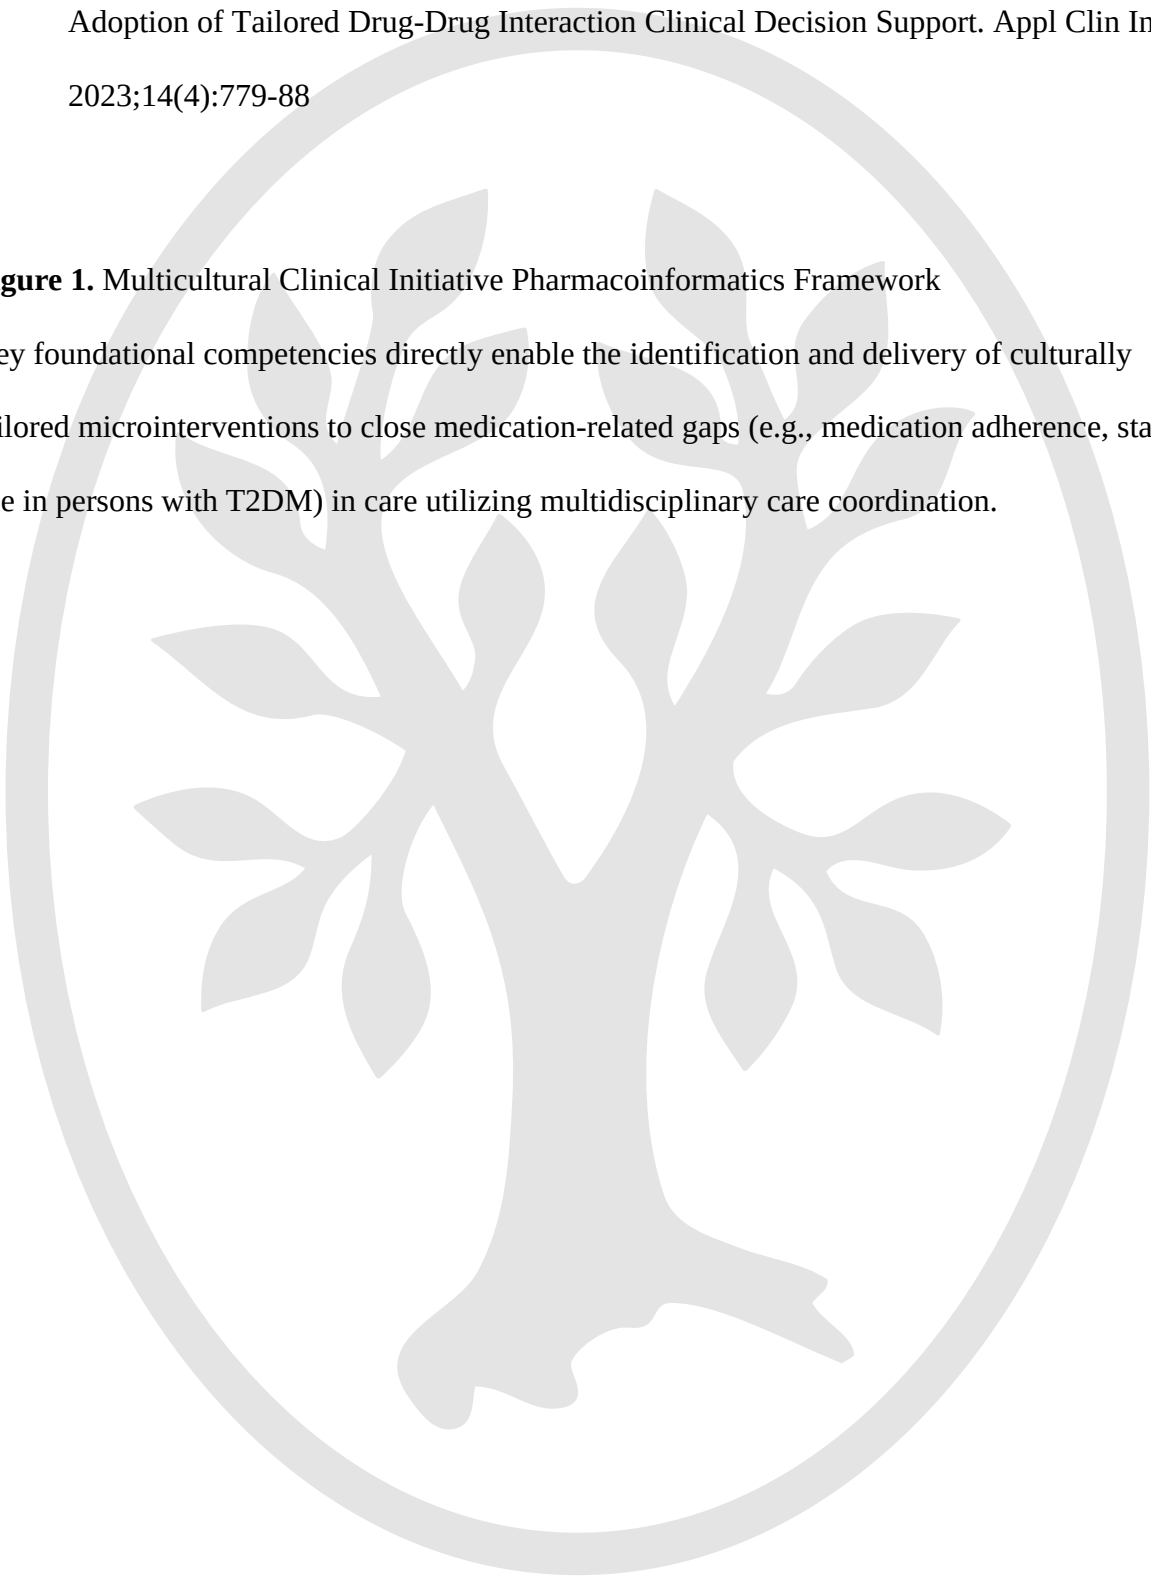 Adoption of Tailored Drug-Drug Interaction Clinical Decision Support. Appl Clin In
2023;14(4):779-88
gure 1. Multicultural Clinical Initiative Pharmacoinformatics Framework
ey foundational competencies directly enable the identification and delivery of culturally
ilored microinterventions to close medication-related gaps (e.g., medication adherence, sta
e in persons with T2DM) in care utilizing multidisciplinary care coordination.